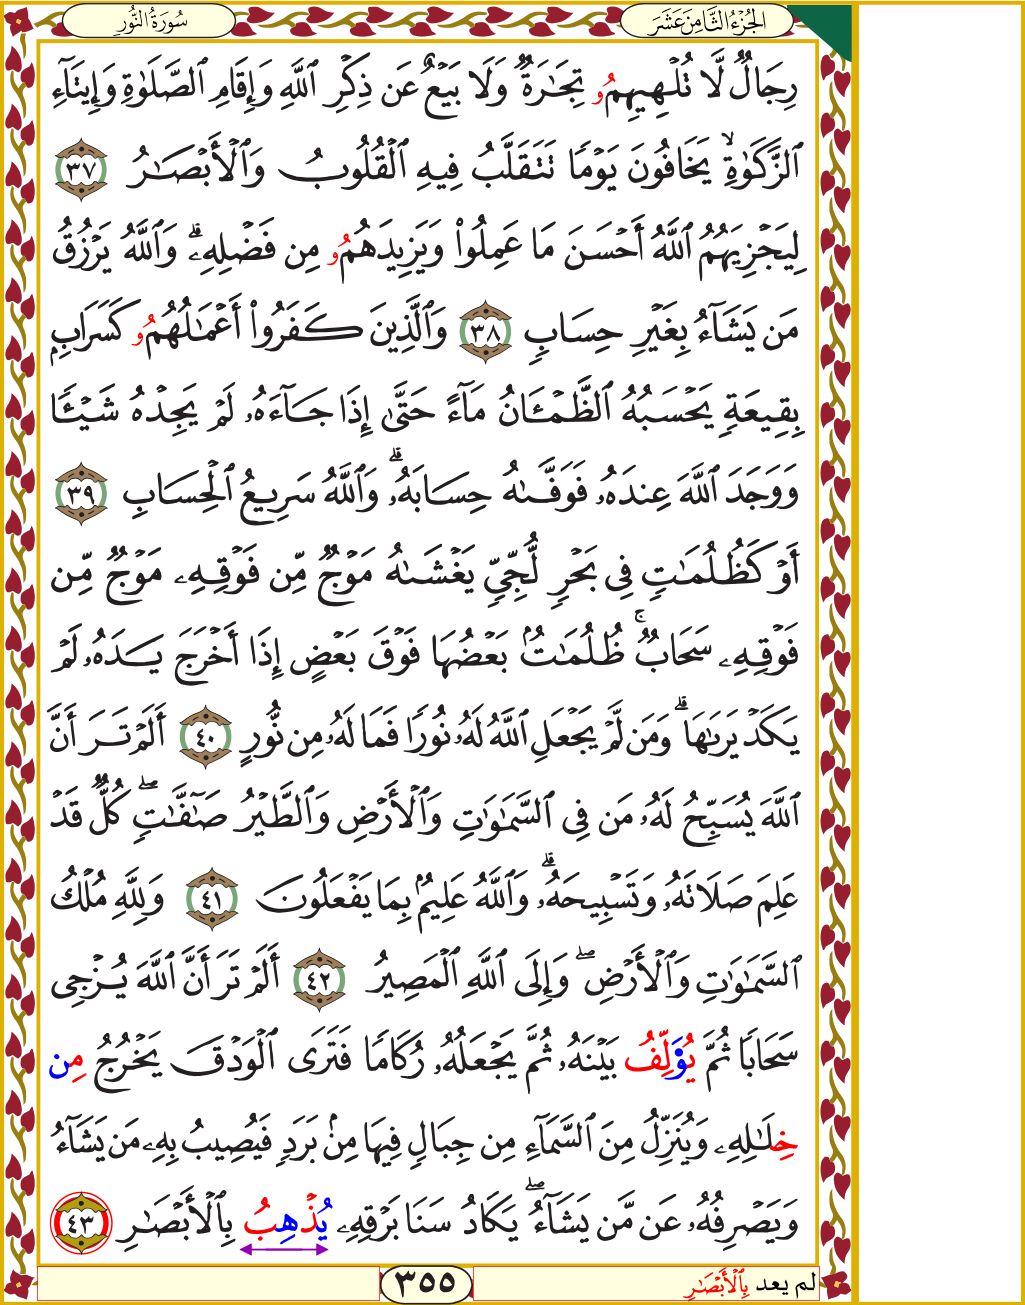 الجُزْءُ الثَّامِنَ عَشَرَ
سُورَةُ النُّورِ
رِجَالٌ لَّا تُلْهِيهِمُو تِجَٰرَةٌ وَلَا بَيْعٌ عَن ذِكْرِ ٱللَّهِ وَإِقَامِ ٱلصَّلَوٰةِ وَإِيتَآءِ
ٱلزَّكَوٰةِ ۙ يَخَافُونَ يَوْمًا تَتَقَلَّبُ فِيهِ ٱلْقُلُوبُ وَٱلْأَبْصَٰرُ ٣٧
لِيَجْزِيَهُمُ ٱللَّهُ أَحْسَنَ مَا عَمِلُوا۟ وَيَزِيدَهُمُو مِن فَضْلِهِۦ ۗ وَٱللَّهُ يَرْزُقُ
مَن يَشَآءُ بِغَيْرِ حِسَابٍ ٣٨ وَٱلَّذِينَ كَفَرُوٓا۟ أَعْمَٰلُهُمُو كَسَرَابٍۭ
بِقِيعَةٍ يَحْسَبُهُ ٱلظَّمْـَٔانُ مَآءً حَتَّىٰٓ إِذَا جَآءَهُۥ لَمْ يَجِدْهُ شَيْـًٔا
وَوَجَدَ ٱللَّهَ عِندَهُۥ فَوَفَّىٰهُ حِسَابَهُۥ ۗ وَٱللَّهُ سَرِيعُ ٱلْحِسَابِ ٣٩
أَوْ كَظُلُمَٰتٍ فِى بَحْرٍ لُّجِّىٍّ يَغْشَىٰهُ مَوْجٌ مِّن فَوْقِهِۦ مَوْجٌ مِّن
فَوْقِهِۦ سَحَابٌ ۚ ظُلُمَٰتٌۢ بَعْضُهَا فَوْقَ بَعْضٍ إِذَآ أَخْرَجَ يَدَهُۥ لَمْ
يَكَدْ يَرَىٰهَا ۗ وَمَن لَّمْ يَجْعَلِ ٱللَّهُ لَهُۥ نُورًا فَمَا لَهُۥ مِن نُّورٍ ٤٠ أَلَمْ تَرَ أَنَّ
ٱللَّهَ يُسَبِّحُ لَهُۥ مَن فِى ٱلسَّمَٰوَٰتِ وَٱلْأَرْضِ وَٱلطَّيْرُ صَٰٓفَّٰتٍ ۖ كُلٌّ قَدْ
عَلِمَ صَلَاتَهُۥ وَتَسْبِيحَهُۥ ۗ وَٱللَّهُ عَلِيمٌۢ بِمَا يَفْعَلُونَ ٤١ وَلِلَّهِ مُلْكُ
ٱلسَّمَٰوَٰتِ وَٱلْأَرْضِ ۖ وَإِلَى ٱللَّهِ ٱلْمَصِيرُ ٤٢ أَلَمْ تَرَ أَنَّ ٱللَّهَ يُزْجِى
سَحَابًا ثُمَّ يُؤَلِّفُ بَيْنَهُۥ ثُمَّ يَجْعَلُهُۥ رُكَامًا فَتَرَى ٱلْوَدْقَ يَخْرُجُ مِن
خِلَٰلِهِۦ وَيُنَزِّلُ مِنَ ٱلسَّمَآءِ مِن جِبَالٍ فِيهَا مِنۢ بَرَدٍ فَيُصِيبُ بِهِۦ مَن يَشَآءُ
وَيَصْرِفُهُۥ عَن مَّن يَشَآءُ ۖ يَكَادُ سَنَا بَرْقِهِۦ يُذْهِبُ بِٱلْأَبْصَٰرِ ٤٣
لم يعد بِٱلْأَبْصَٰرِ
٣٥٥